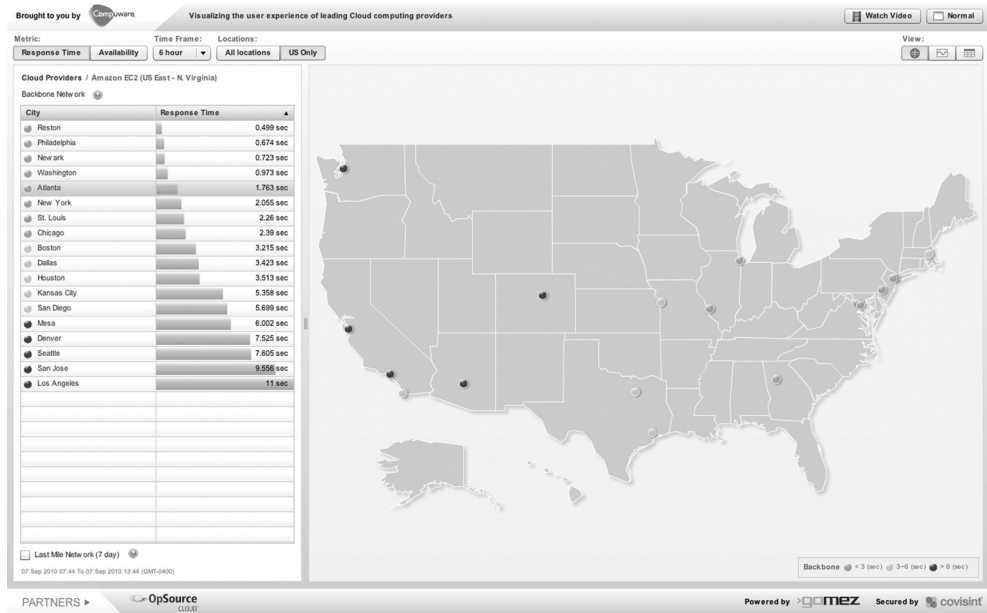 Brought to you by Compuware. Visualizing the user experience of leading Cloud computing providers Watch Video Normal
Metric: Time Frame: Locations: View:
Response Time Availability 6 hour All locations US Only
Cloud Providers / Amazon EC2 (US East - N. Virginia)
Backbone Network ?
City Response Time
Reston 0.499 sec
Philadelphia 0.674 sec
Newark 0.723 sec
Washington 0.973 sec
Atlanta 1.763 sec
New York 2.055 sec
St. Louis 2.26 sec
Chicago 2.39 sec
Boston 3.215 sec
Dallas 3.423 sec
Houston 3.513 sec
Kansas City 5.358 sec
San Diego 5.699 sec
Mesa 6.002 sec
Denver 7.525 sec
Seattle 7.605 sec
San Jose 9.556 sec
Los Angeles 11 sec
Last Mile Network (7 day) ?
07 Sep 2010 07:44 To 07 Sep 2010 13:44 (GMT-0400)
Backbone < 3 (sec) 3-6 (sec) > 6 (sec)
PARTNERS OpSource CLOUD Powered by gomez Secured by covisint